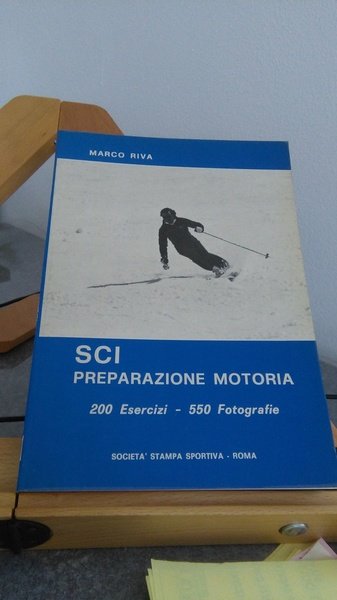 MARCO RIVA
SCI
PREPARAZIONE MOTORIA
200 Esercizi - 550 Fotografie
SOCIETA' STAMPA SPORTIVA - ROMA